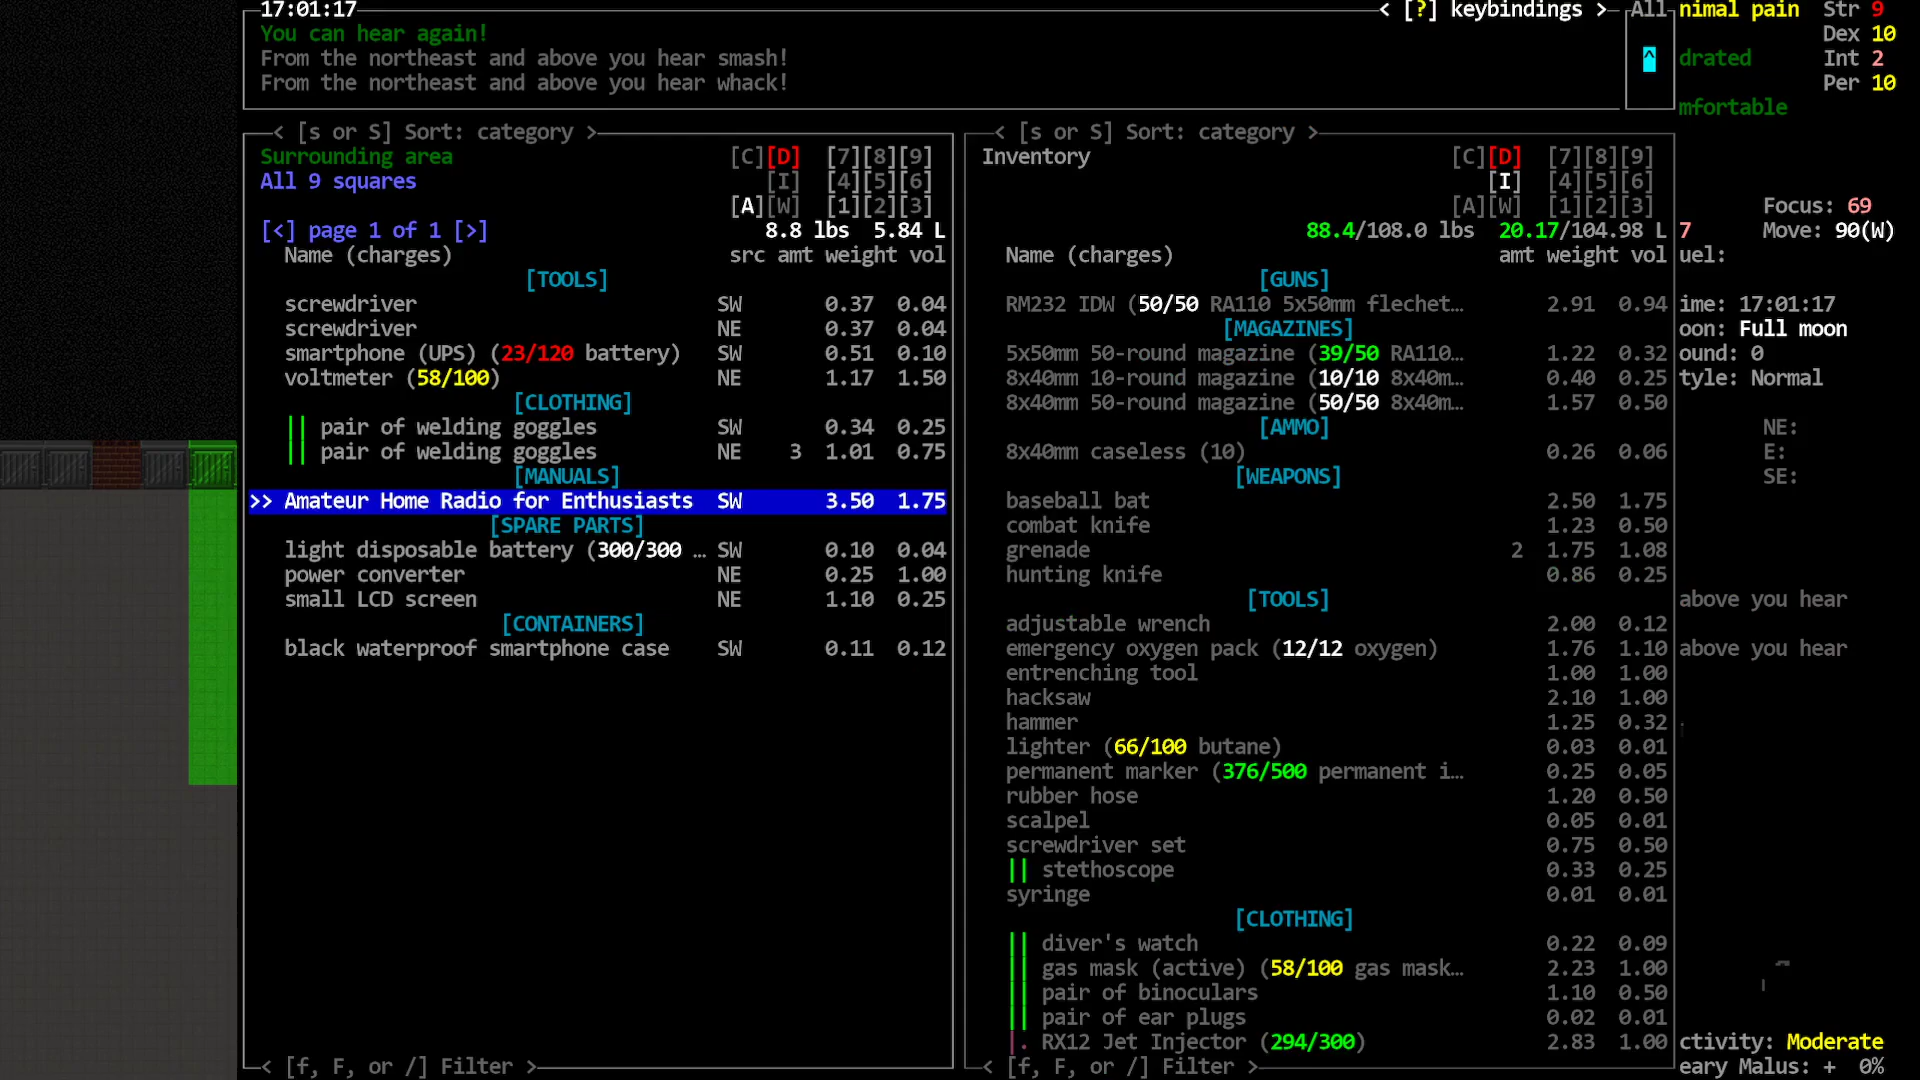 17:01:17 < [?] keybindings > All nimal pain Str 9
You can hear again! Dex 10
From the northeast and above you hear smash! ^ drated Int 2
From the northeast and above you hear whack! Per 10
mfortable
< [s or S] Sort: category > < [s or S] Sort: category >
Surrounding area [C][D] [7][8][9] Inventory [C][D] [7][8][9]
All 9 squares [I] [4][5][6] [I] [4][5][6]
[A][W] [1][2][3] [A][W] [1][2][3] Focus: 69
[<] page 1 of 1 [>] 8.8 lbs 5.84 L 88.4/108.0 lbs 20.17/104.98 L 7 Move: 90(W)
Name (charges) src amt weight vol Name (charges) amt weight vol uel:
[TOOLS] [GUNS]
screwdriver SW 0.37 0.04 RM232 IDW (50/50 RA110 5x50mm flechet… 2.91 0.94 ime: 17:01:17
screwdriver NE 0.37 0.04 [MAGAZINES] oon: Full moon
smartphone (UPS) (23/120 battery) SW 0.51 0.10 5x50mm 50-round magazine (39/50 RA110… 1.22 0.32 ound: 0
voltmeter (58/100) NE 1.17 1.50 8x40mm 10-round magazine (10/10 8x40m… 0.40 0.25 tyle: Normal
[CLOTHING] 8x40mm 50-round magazine (50/50 8x40m… 1.57 0.50
|| pair of welding goggles SW 0.34 0.25 [AMMO] NE:
|| pair of welding goggles NE 3 1.01 0.75 8x40mm caseless (10) 0.26 0.06 E:
[MANUALS] [WEAPONS] SE:
>> Amateur Home Radio for Enthusiasts SW 3.50 1.75 baseball bat 2.50 1.75
[SPARE PARTS] combat knife 1.23 0.50
light disposable battery (300/300 … SW 0.10 0.04 grenade 2 1.75 1.08
power converter NE 0.25 1.00 hunting knife 0.86 0.25
small LCD screen NE 1.10 0.25 [TOOLS] above you hear
[CONTAINERS] adjustable wrench 2.00 0.12
black waterproof smartphone case SW 0.11 0.12 emergency oxygen pack (12/12 oxygen) 1.76 1.10 above you hear
entrenching tool 1.00 1.00
hacksaw 2.10 1.00
hammer 1.25 0.32
lighter (66/100 butane) 0.03 0.01
permanent marker (376/500 permanent i… 0.25 0.05
rubber hose 1.20 0.50
scalpel 0.05 0.01
screwdriver set 0.75 0.50
|| stethoscope 0.33 0.25
syringe 0.01 0.01
[CLOTHING]
|| diver's watch 0.22 0.09
|| gas mask (active) (58/100 gas mask… 2.23 1.00
|| pair of binoculars 1.10 0.50
|| pair of ear plugs 0.02 0.01
|. RX12 Jet Injector (294/300) 2.83 1.00 ctivity: Moderate
< [f, F, or /] Filter > < [f, F, or /] Filter > eary Malus: + 0%